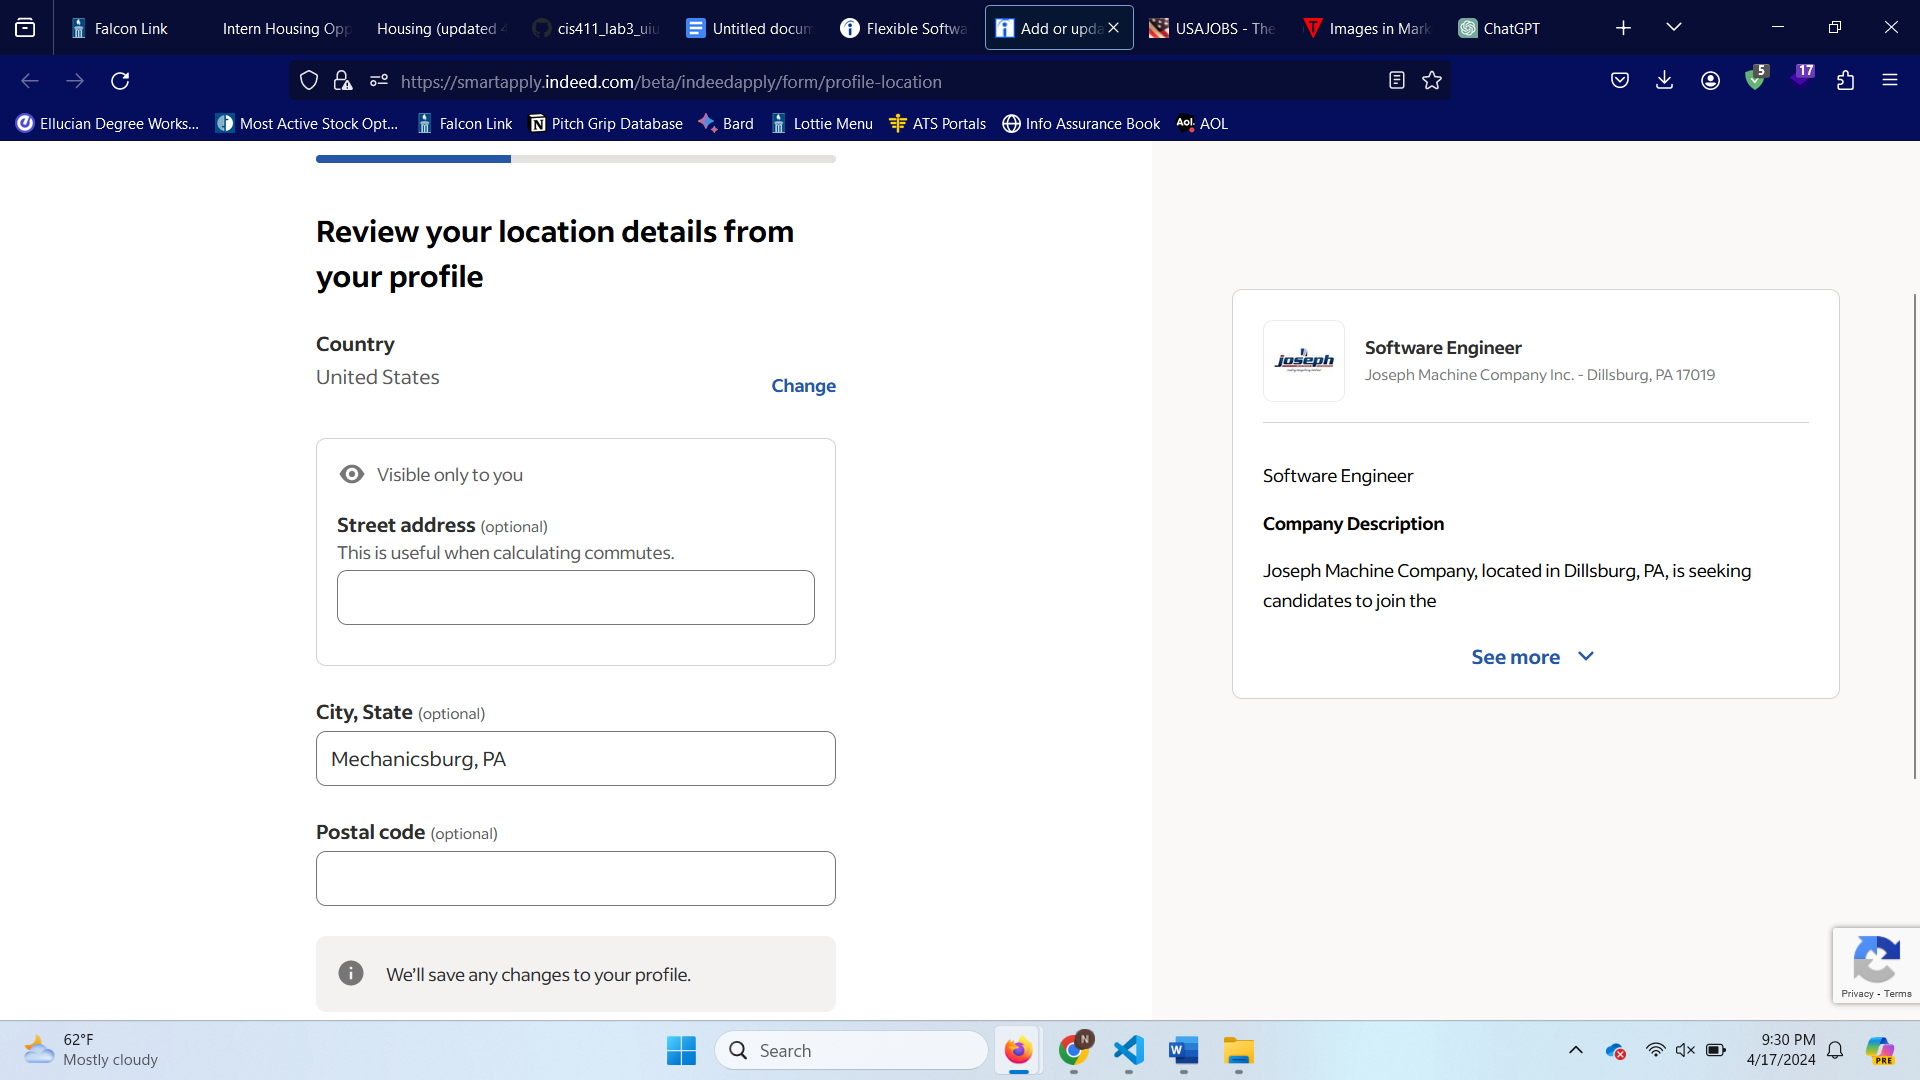 Falcon Link
Intern Housing Opp
Housing (updated 4
cis411_lab3_uiu
Untitled docum
Flexible Softwa
Add or upda
USAJOBS - The
Images in Mark
ChatGPT
https://smartapply.indeed.com/beta/indeedapply/form/profile-location
5
17
Ellucian Degree Works...
Most Active Stock Opt...
Falcon Link
Pitch Grip Database
Bard
Lottie Menu
ATS Portals
Info Assurance Book
Aol.
AOL
Review your location details from
your profile
Country
United States
Change
Visible only to you
Street address (optional)
This is useful when calculating commutes.
City, State (optional)
Mechanicsburg, PA
Postal code (optional)
We’ll save any changes to your profile.
joseph
Software Engineer
Joseph Machine Company Inc. - Dillsburg, PA 17019
Software Engineer
Company Description
Joseph Machine Company, located in Dillsburg, PA, is seeking
candidates to join the
See more
Privacy - Terms
62°F
Mostly cloudy
Search
N
9:30 PM
4/17/2024
PRE